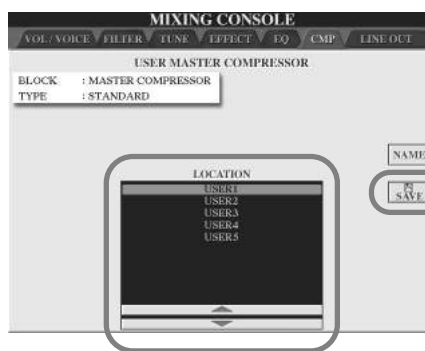 MIXING CONSOLE
VOL / VOICE FILTER TUNE EFFECT EQ CMP LINE OUT
USER MASTER COMPRESSOR
BLOCK : MASTER COMPRESSOR
TYPE : STANDARD
NAME
LOCATION
USER1
SAVE
USER2
USER3
USER4
USER5